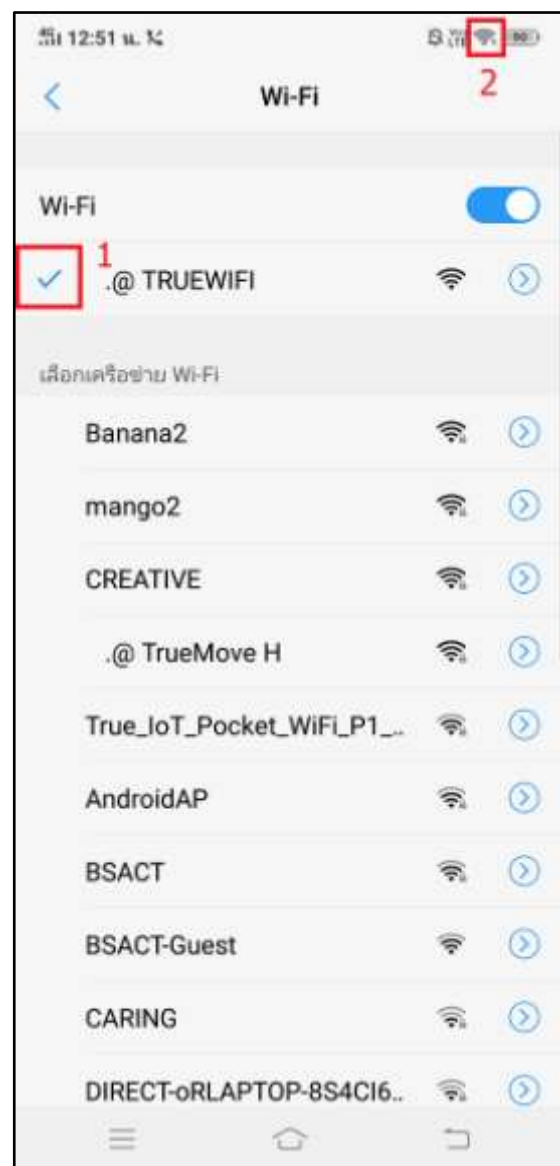 12:51 น.
2
Wi-Fi
Wi-Fi
1
.@ TRUEWIFI
เลือกเครือข่าย Wi-Fi
Banana2
mango2
CREATIVE
.@ TrueMove H
True_IoT_Pocket_WiFi_P1_..
AndroidAP
BSACT
BSACT-Guest
CARING
DIRECT-oRLAPTOP-8S4CI6..